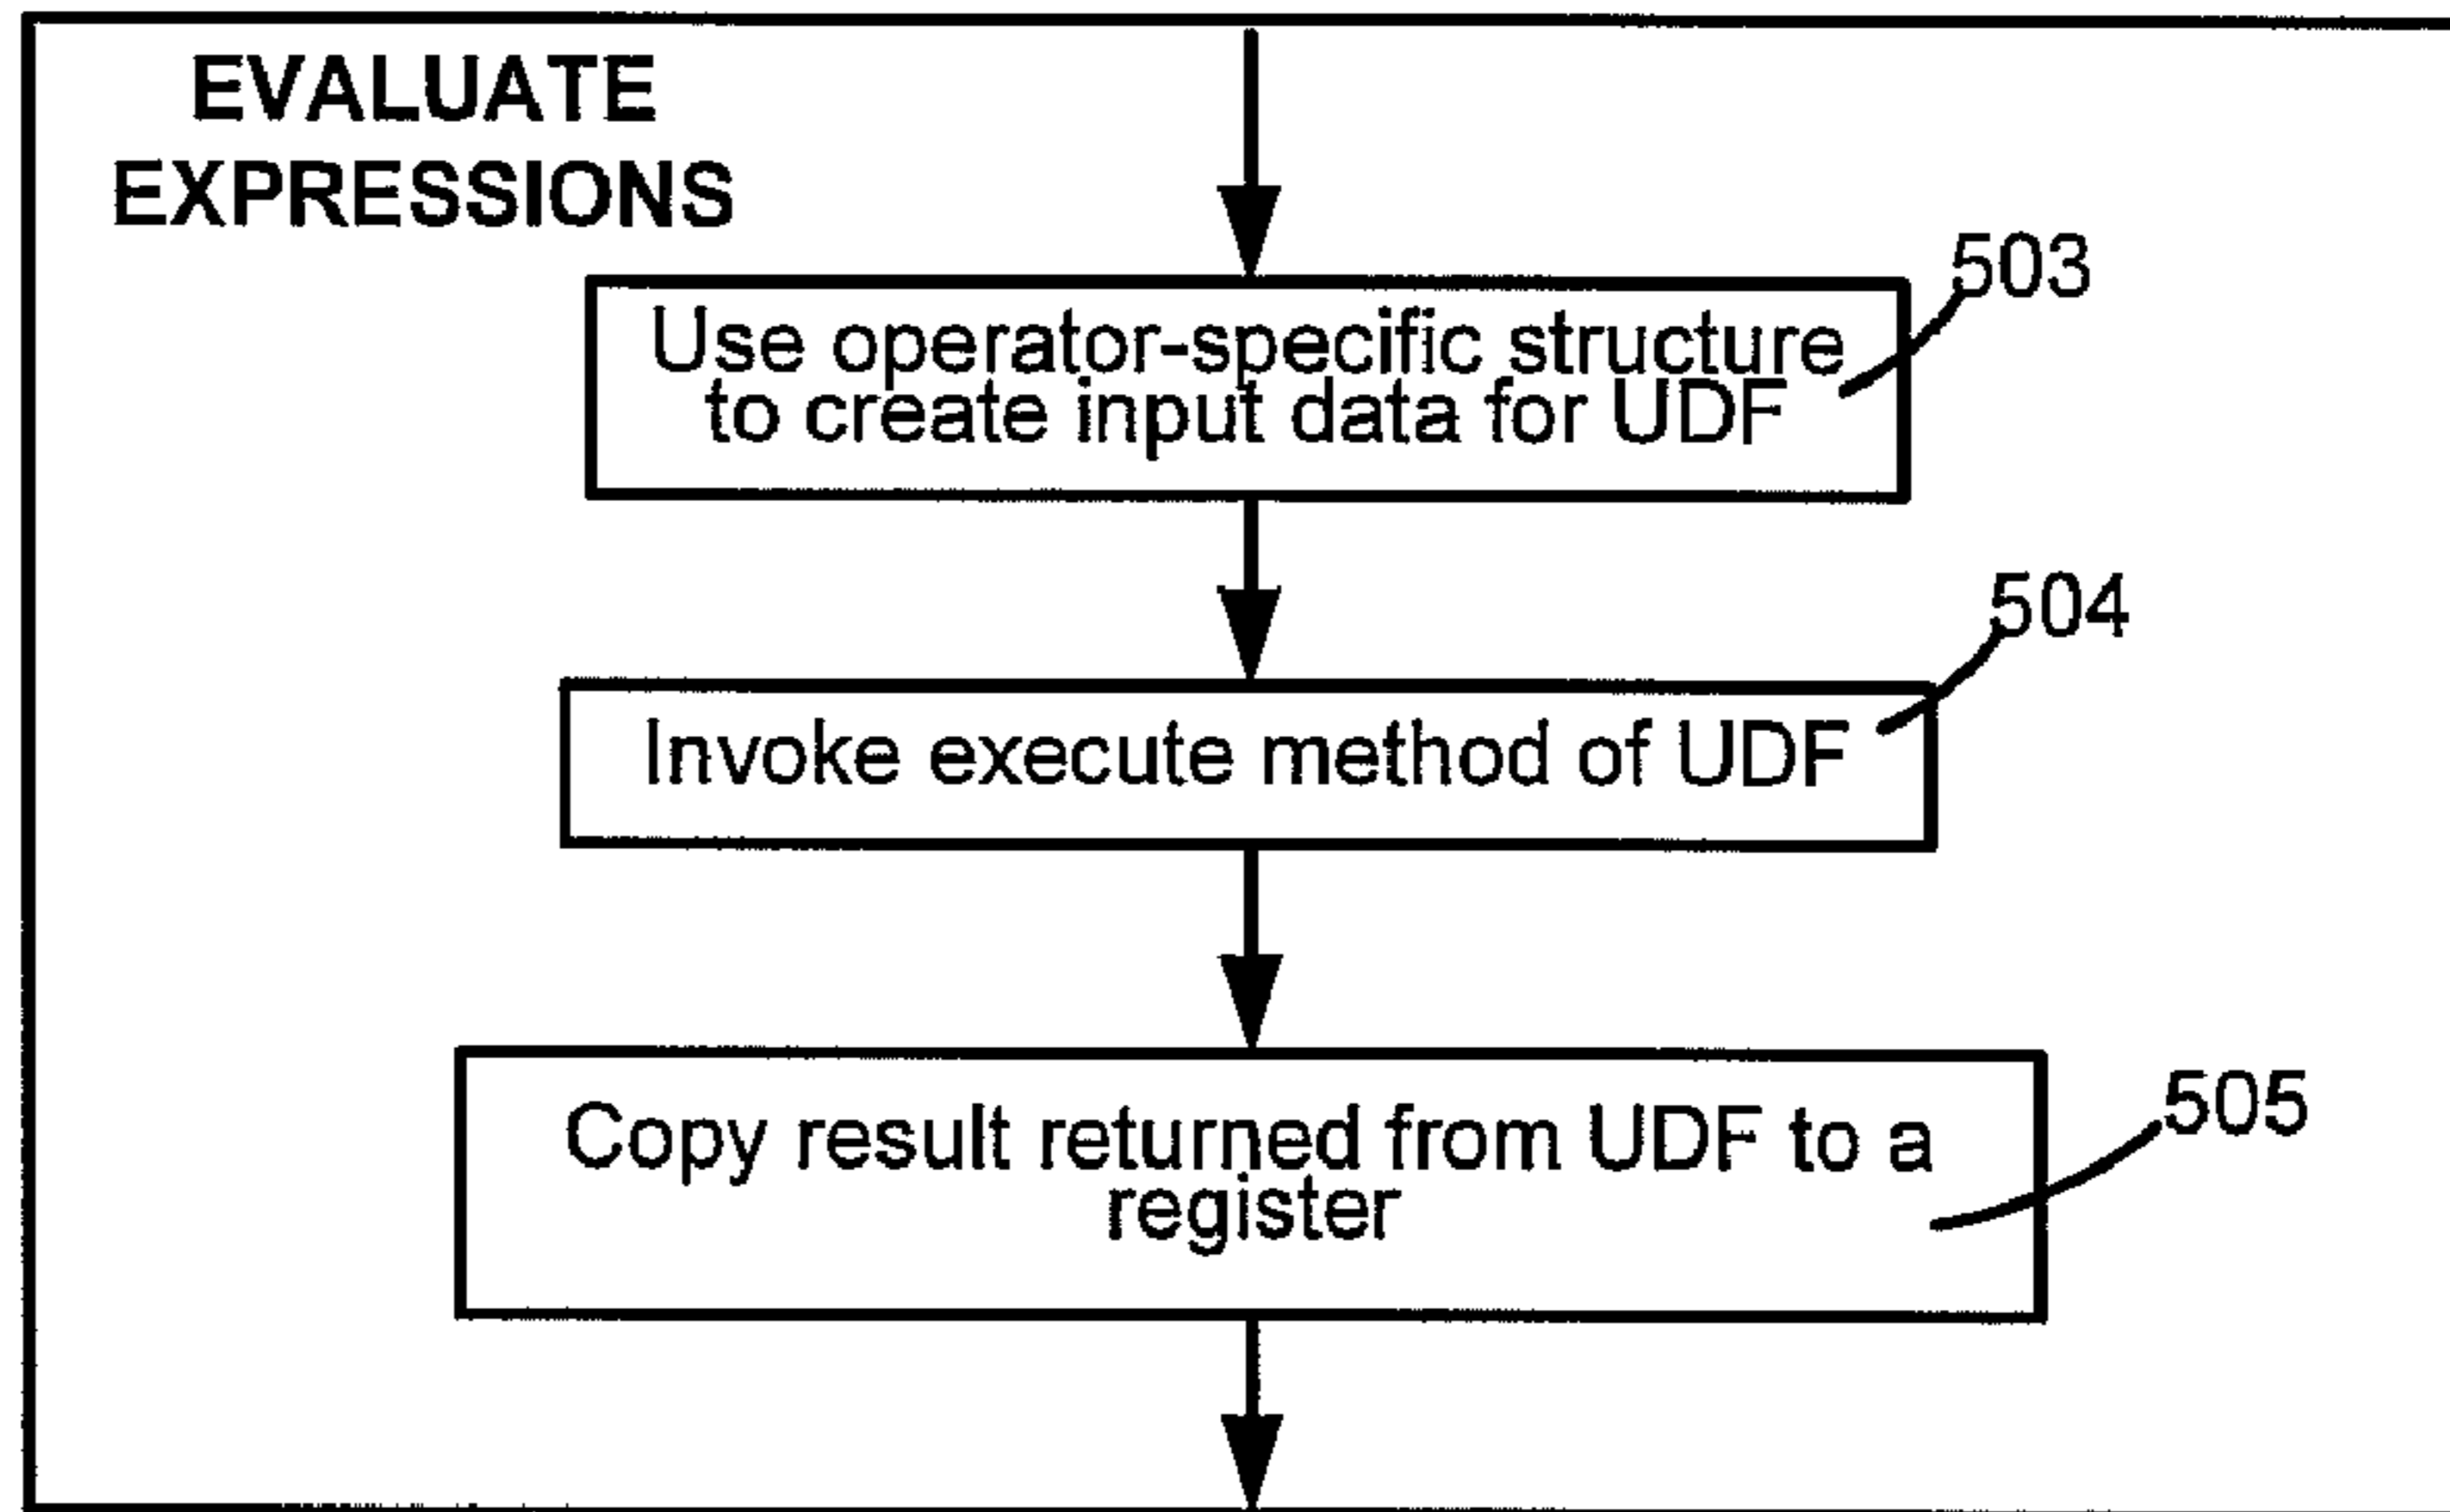 EVALUATE
EXPRESSIONS
503
Use operator-specific structure
to create input data for UDF
504
Invoke execute method of UDF
505
Copy result returned from UDF to a
register